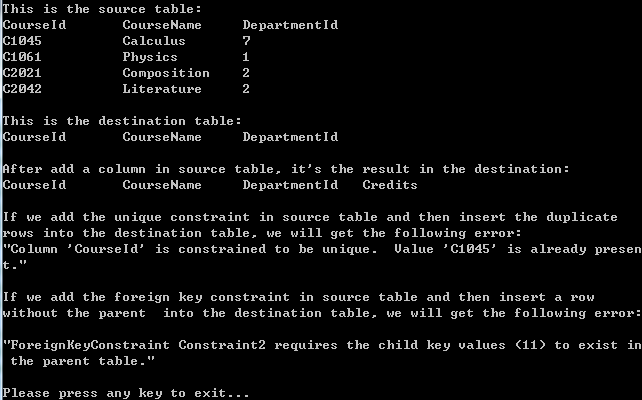 This is the source table:
CourseId       CourseName     DepartmentId
C1045          Calculus       7
C1061          Physics        1
C2021          Composition    2
C2042          Literature     2
This is the destination table:
CourseId       CourseName     DepartmentId
After add a column in source table, it's the result in the destination:
CourseId       CourseName     DepartmentId   Credits
If we add the unique constraint in source table and then insert the duplicate
rows into the destination table, we will get the following error:
"Column 'CourseId' is constrained to be unique.  Value 'C1045' is already presen
t."
If we add the foreign key constraint in source table and then insert a row
without the parent  into the destination table, we will get the following error:
"ForeignKeyConstraint Constraint2 requires the child key values (11) to exist in
 the parent table."
Please press any key to exit...